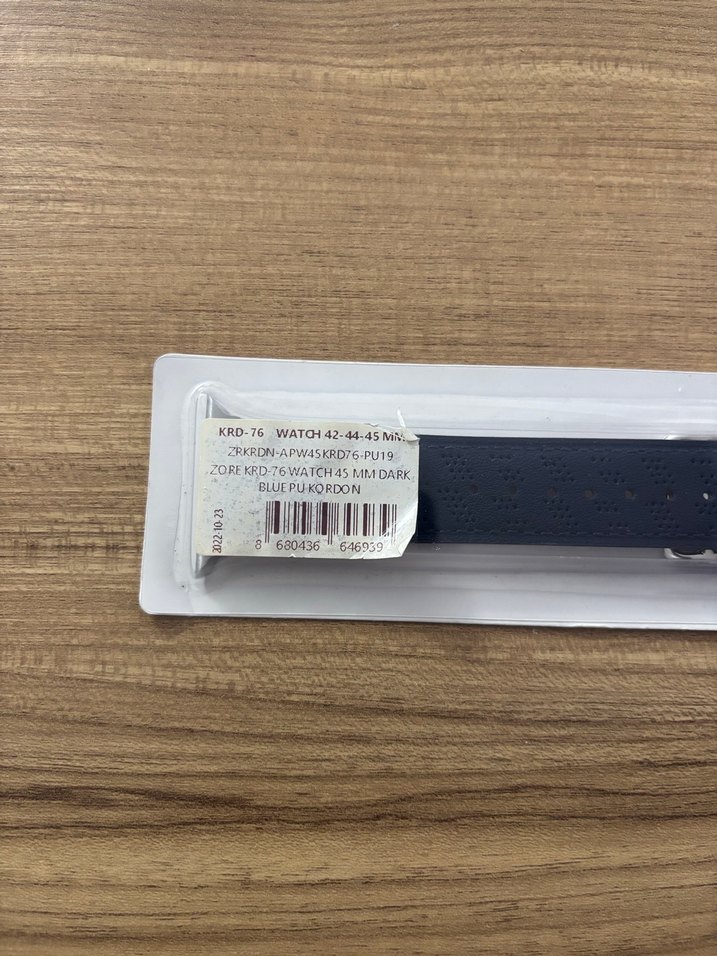 KRD-76 WATCH 42-44-45 MM
ZRKRDN-APW45KRD76-PU19
ZORE KRD-76 WATCH 45 MM DARK
BLUE PU KORDON
2022-10-23
8 680436 646939